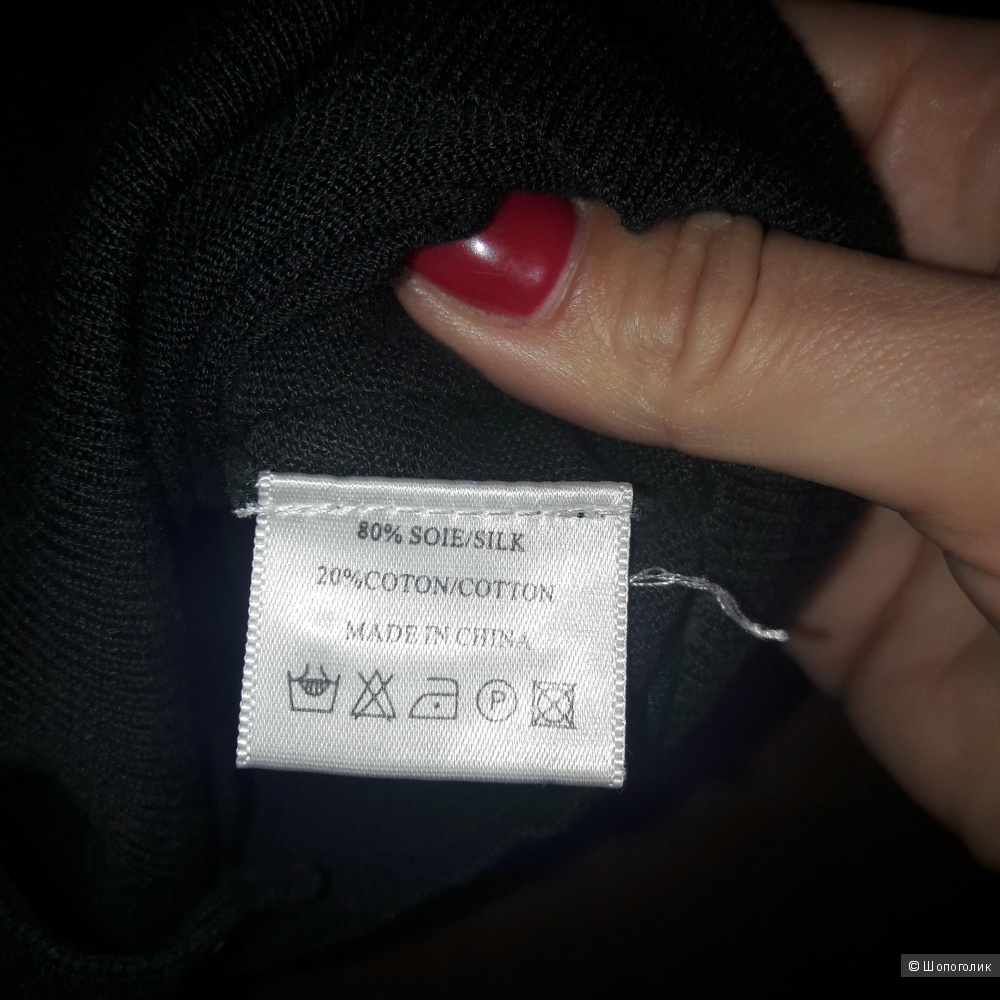 80% SOIE/SILK
20%COTON/COTTON
MADE IN CHINA
P
© Шопоголик